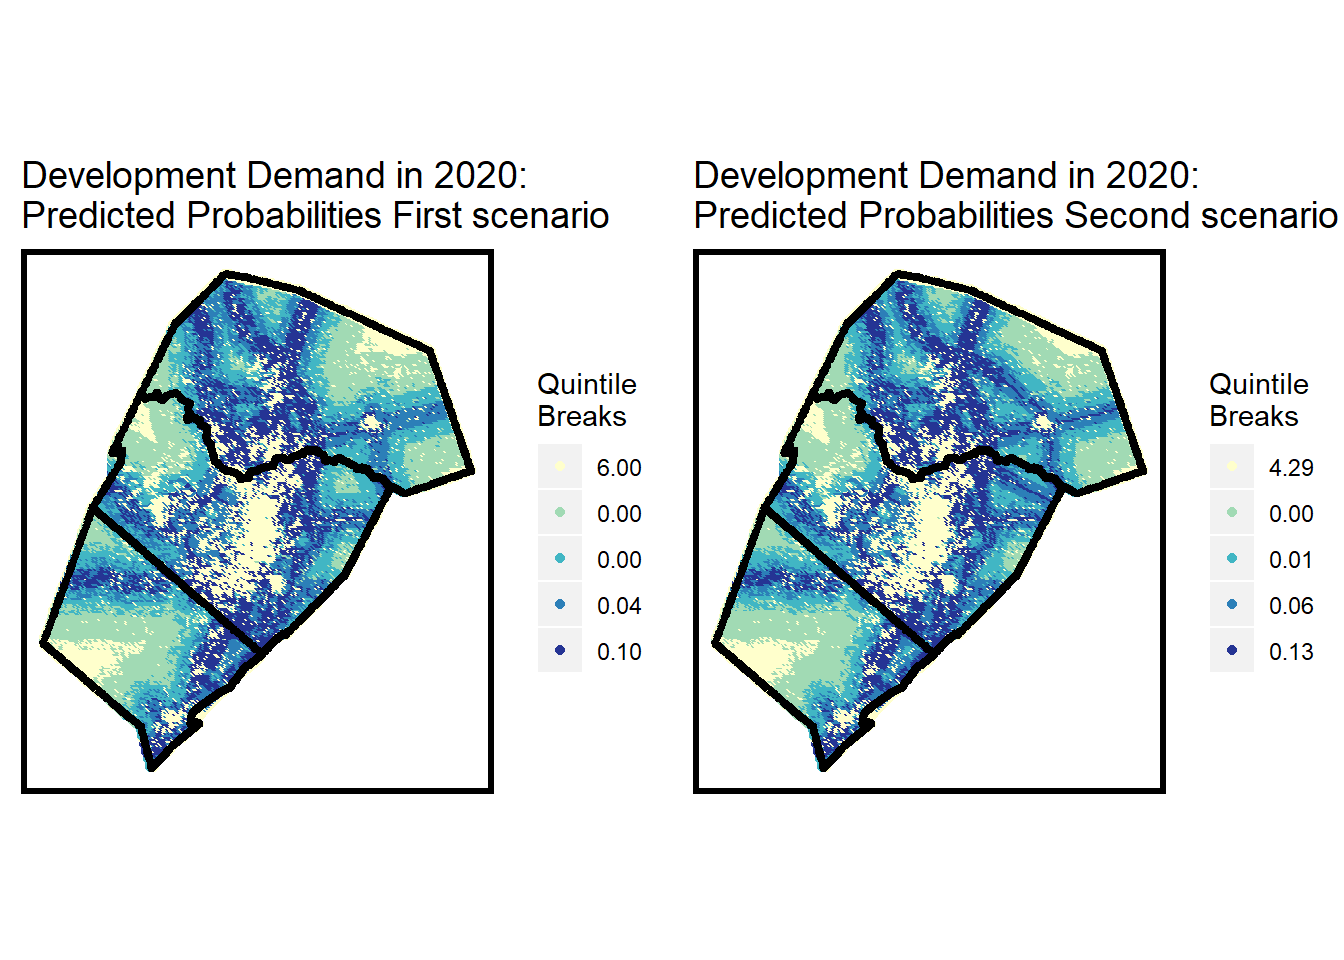 Development Demand in 2020:
Predicted Probabilities First scenario
Quintile
Breaks
6.00
0.00
0.00
0.04
0.10
Development Demand in 2020:
Predicted Probabilities Second scenario
Quintile
Breaks
4.29
0.00
0.01
0.06
0.13